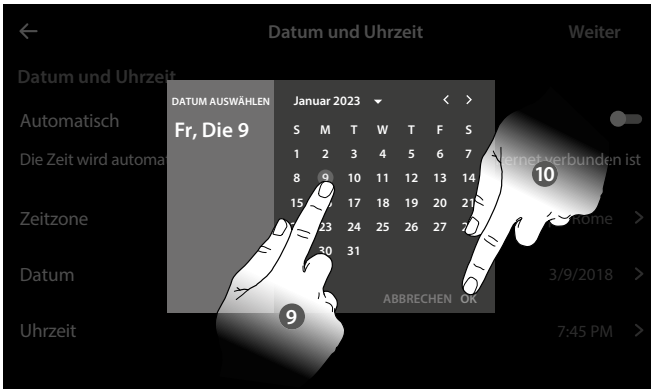 Datum und Uhrzeit Weiter
Datum und Uhrzeit
DATUM AUSWÄHLEN Januar 2023
Automatisch
Fr, Die 9
S M T W T F S
1 2 3 4 5 6 7
Die Zeit wird automa ernet verbunden ist
8 9 10 11 12 13 14
10
15 17 18 19 20 21
Zeitzone Rome
23 24 25 26 27
30 31
Datum 3/9/2018
ABBRECHEN OK
9
Uhrzeit 7:45 PM